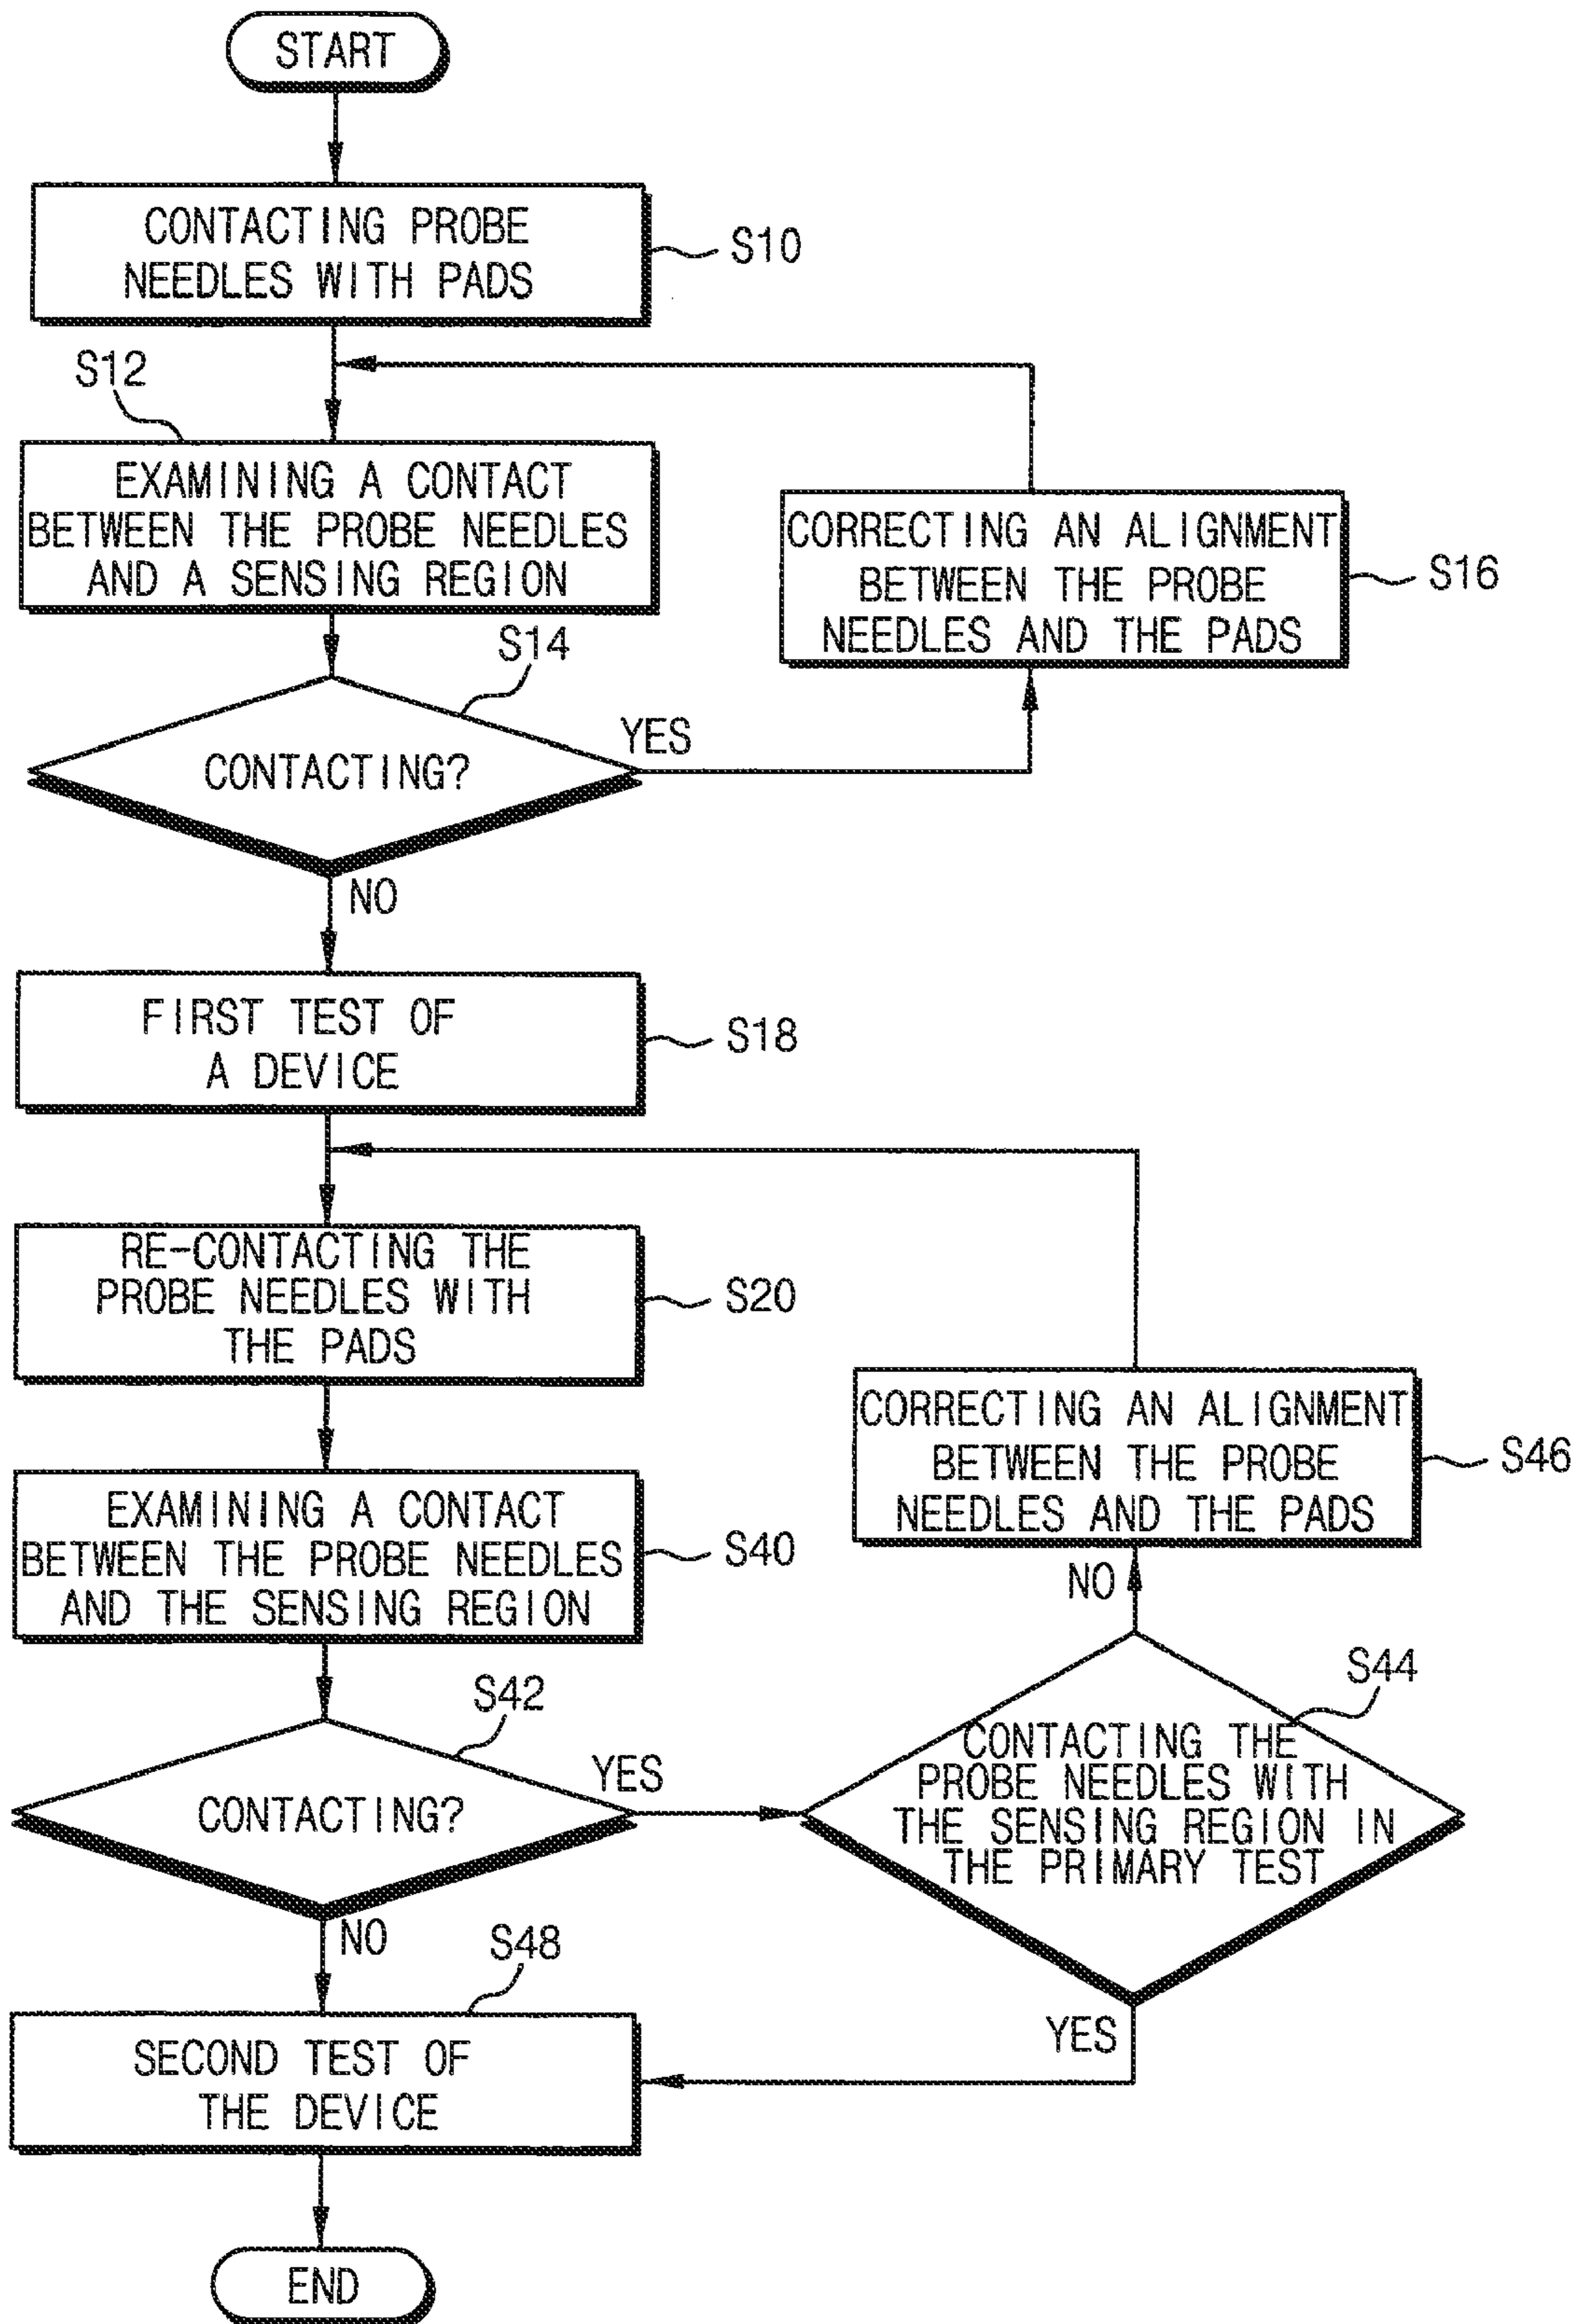 START
CONTACTING PROBE
NEEDLES WITH PADS
S10
S12
EXAMINING A CONTACT
BETWEEN THE PROBE NEEDLES
AND A SENSING REGION
CORRECTING AN ALIGNMENT
BETWEEN THE PROBE
NEEDLES AND THE PADS
S16
S14
CONTACTING?
YES
NO
FIRST TEST OF
A DEVICE
S18
RE-CONTACTING THE
PROBE NEEDLES WITH
THE PADS
S20
CORRECTING AN ALIGNMENT
BETWEEN THE PROBE
NEEDLES AND THE PADS
S46
EXAMINING A CONTACT
BETWEEN THE PROBE NEEDLES
AND THE SENSING REGION
S40
NO
S42
CONTACTING?
YES
S44
CONTACTING THE
PROBE NEEDLES WITH
THE SENSING REGION IN
THE PRIMARY TEST
NO
YES
S48
SECOND TEST OF
THE DEVICE
END